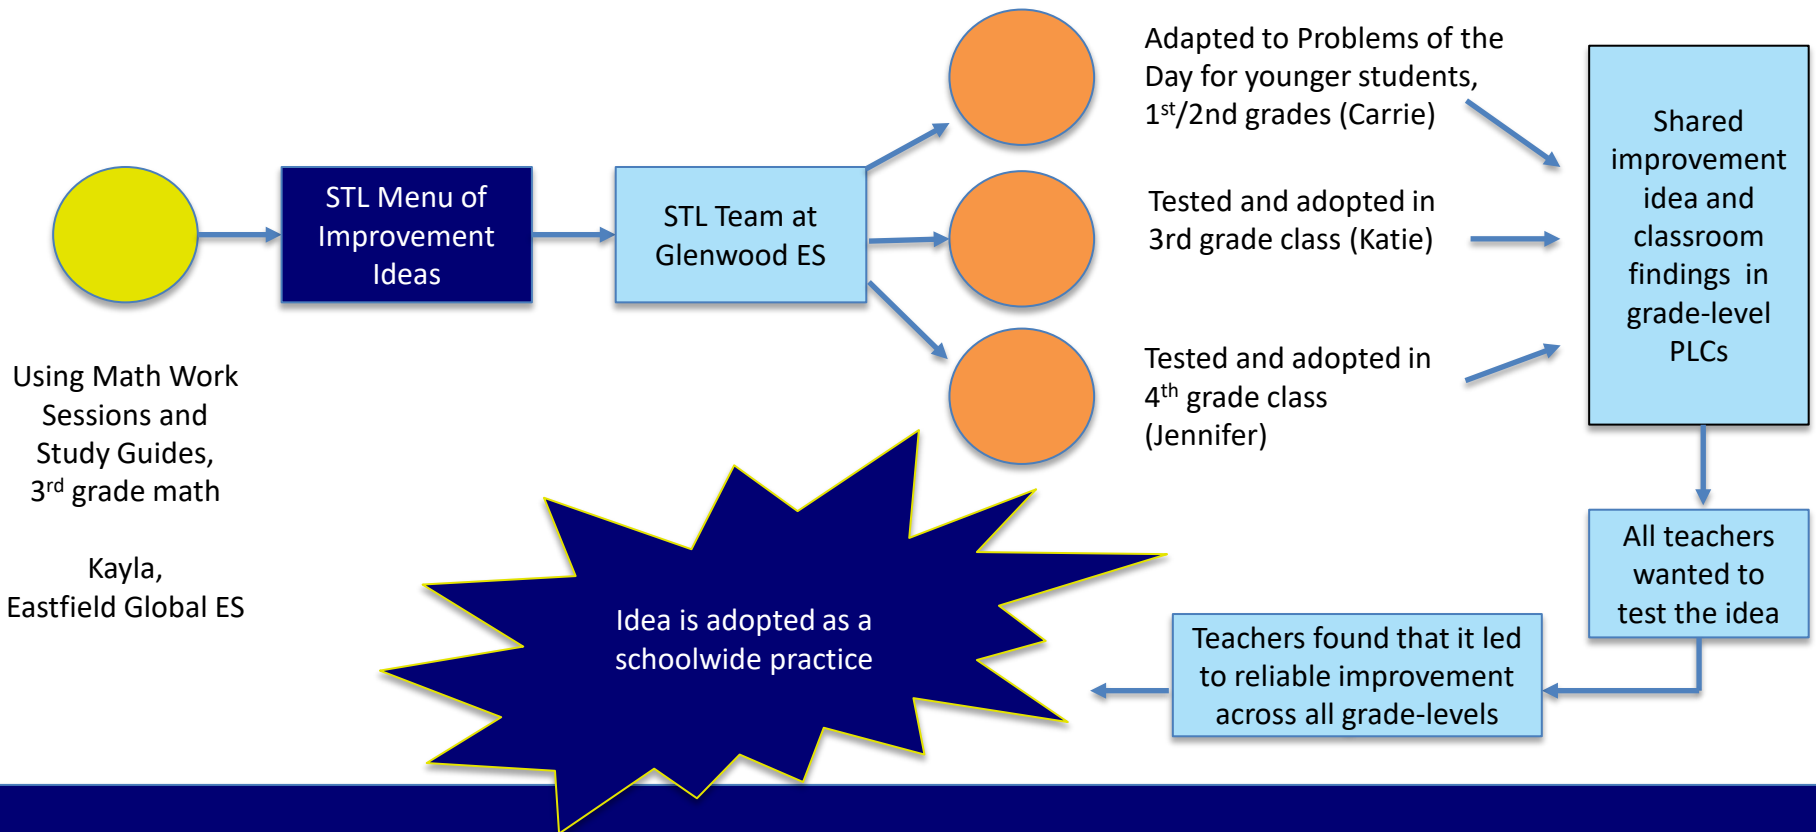 Using Math Work
Sessions and
Study Guides,
3rd grade math
Kayla,
Eastfield Global ES
STL Menu of
Improvement
Ideas
STL Team at
Glenwood ES
Adapted to Problems of the
Day for younger students,
1st/2nd grades (Carrie)
Tested and adopted in
3rd grade class (Katie)
Tested and adopted in
4th grade class
(Jennifer)
Shared
improvement
idea and
classroom
findings in
grade-level
PLCs
All teachers
wanted to
test the idea
Teachers found that it led
to reliable improvement
across all grade-levels
Idea is adopted as a
schoolwide practice